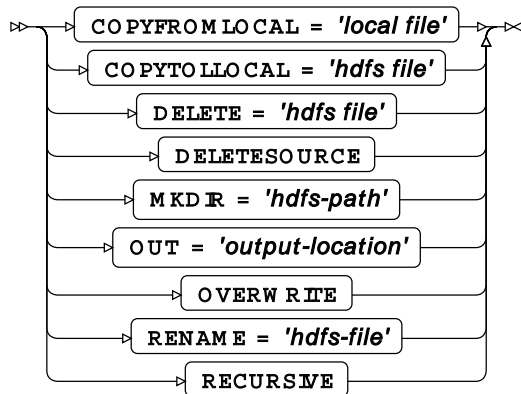 COPYFROMLOCAL = 'local file'
COPYTOLLOCAL = 'hdfs file'
DELETE = 'hdfs file'
DELETESOURCE
MKDIR = 'hdfs-path'
OUT = 'output-location'
OVERWRITE
RENAME = 'hdfs-file'
RECURSIVE